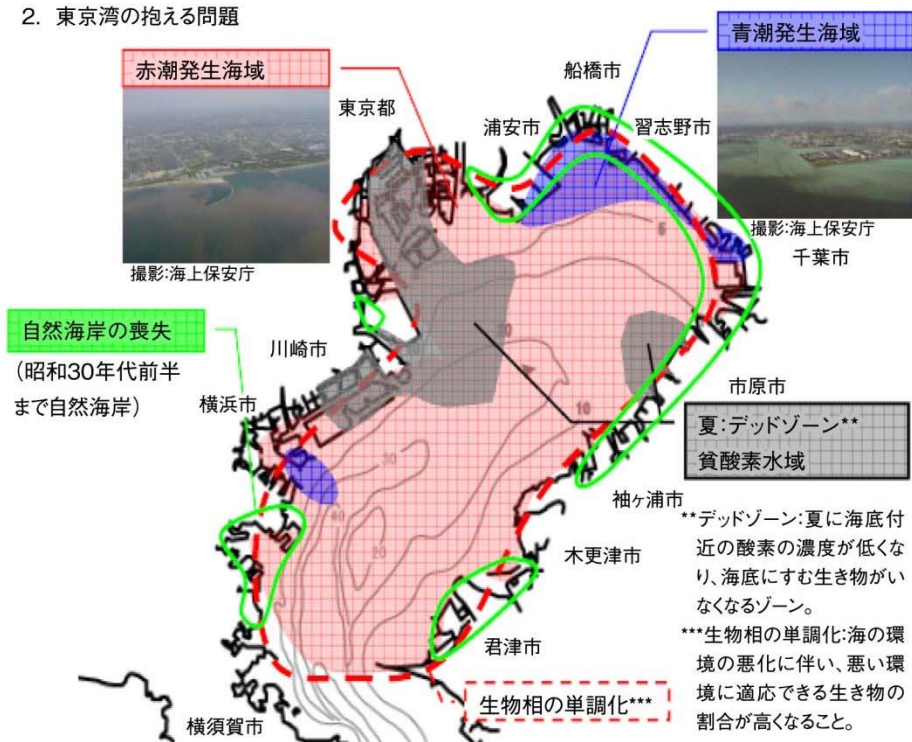 2. 東京湾の抱える問題
赤潮発生海域
青潮発生海域
撮影:海上保安庁
撮影:海上保安庁
東京都
浦安市
船橋市
習志野市
千葉市
自然海岸の喪失
(昭和30年代前半
まで自然海岸)
川崎市
横浜市
市原市
夏:デッドゾーン**
貧酸素水域
袖ヶ浦市
木更津市
君津市
横須賀市
生物相の単調化***
**デッドゾーン:夏に海底付
近の酸素の濃度が低くな
り、海底にすむ生き物がい
なくなるゾーン。
***生物相の単調化:海の環
境の悪化に伴い、悪い環
境に適応できる生き物の
割合が高くなること。
10
20